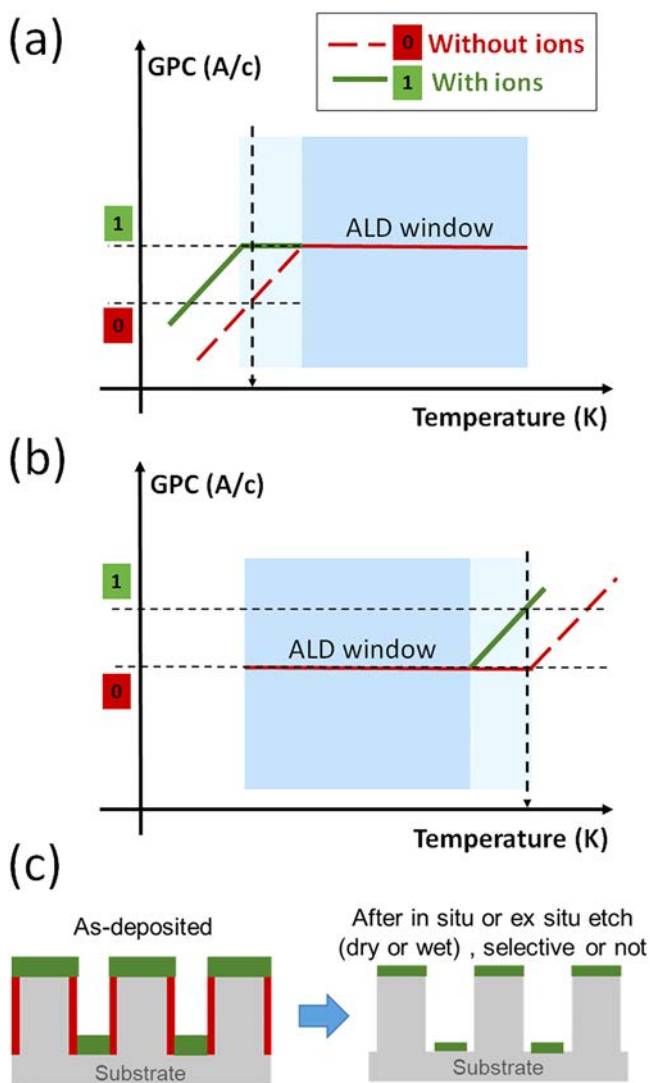 (a)
GPC (A/c)
0 Without ions
1 With ions
1
ALD window
0
Temperature (K)
(b)
GPC (A/c)
1
ALD window
0
Temperature (K)
(c)
As-deposited
Substrate
After in situ or ex situ etch
(dry or wet) , selective or not
Substrate